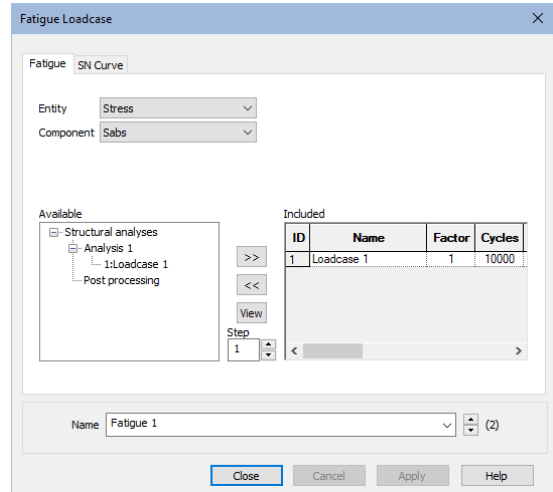 Fatigue Loadcase
Fatigue SN Curve
Entity Stress
Component Sabs
Available
Structural analyses
Analysis 1
1:Loadcase 1
Post processing
>>
<<
View
Step
1
Included
ID Name Factor Cycles
1 Loadcase 1 1 10000
Name Fatigue 1 (2)
Close Cancel Apply Help